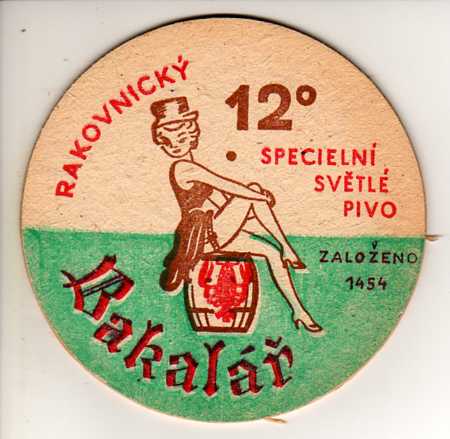 RAKOVNICKÝ
12°
SPECIELNÍ
SVĚTLÉ
PIVO
ZALOŽENO
1454
Bakalář